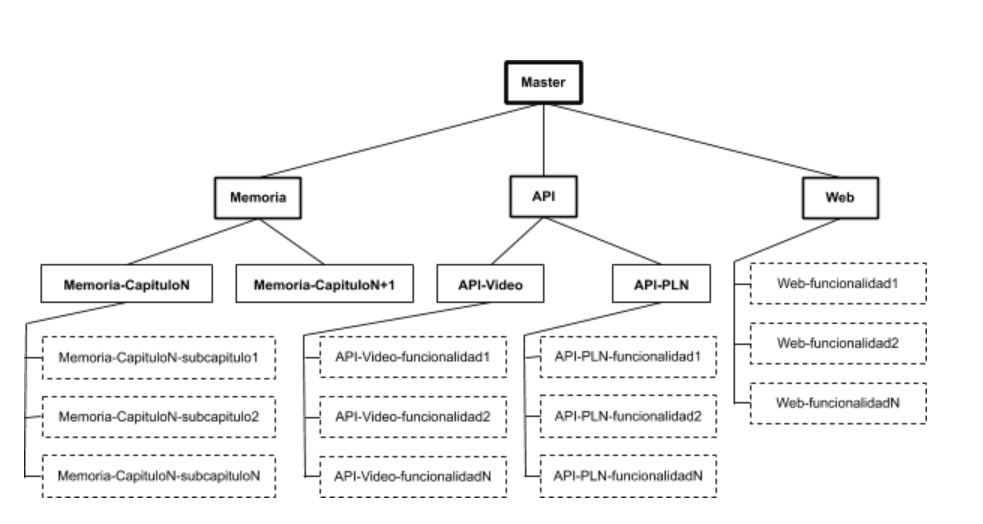 Master
Memoria
API
Web
Memoria-CapituloN
Memoria-CapituloN+1
API-Video
API-PLN
Web-funcionalidad1
Web-funcionalidad2
Web-funcionalidadN
Memoria-CapituloN-subcapitulo1
Memoria-CapituloN-subcapitulo2
Memoria-CapituloN-subcapituloN
API-Video-funcionalidad1
API-Video-funcionalidad2
API-Video-funcionalidadN
API-PLN-funcionalidad1
API-PLN-funcionalidad2
API-PLN-funcionalidadN